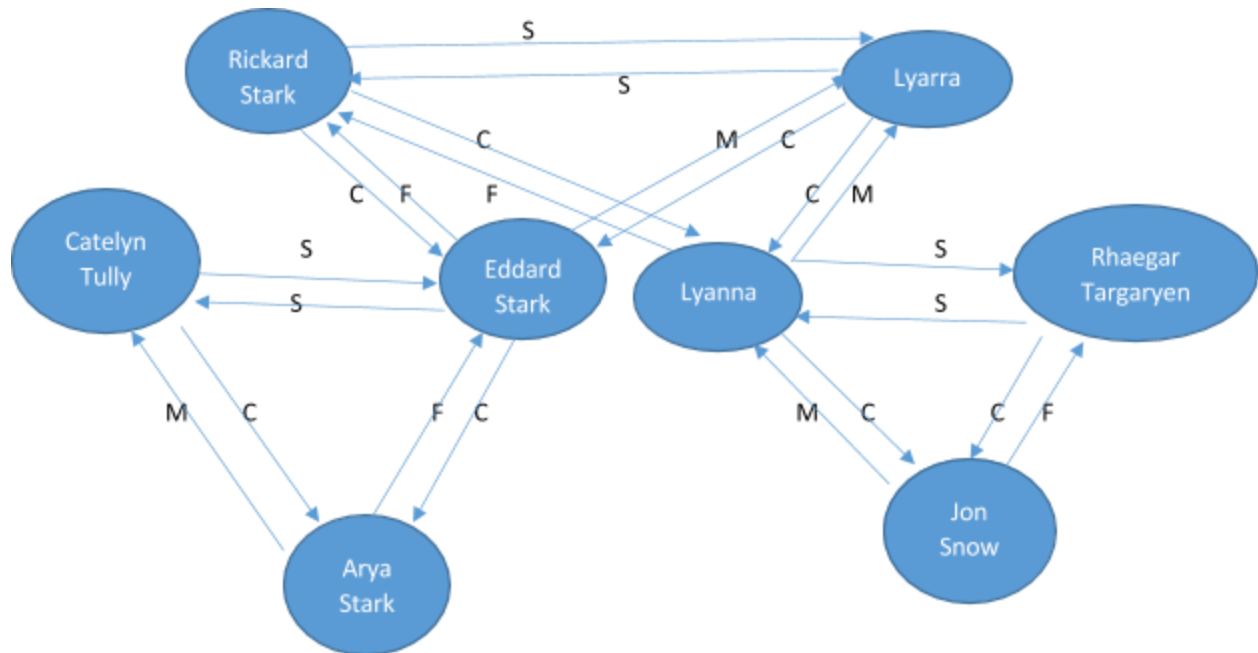 S
Rickard
Stark
Lyarra
S
C
M
C
C
F
F
C
M
Catelyn
Tully
S
Eddard
Stark
Lyanna
S
Rhaegar
Targaryen
S
S
M
C
F
C
M
C
C
F
Jon
Snow
Arya
Stark